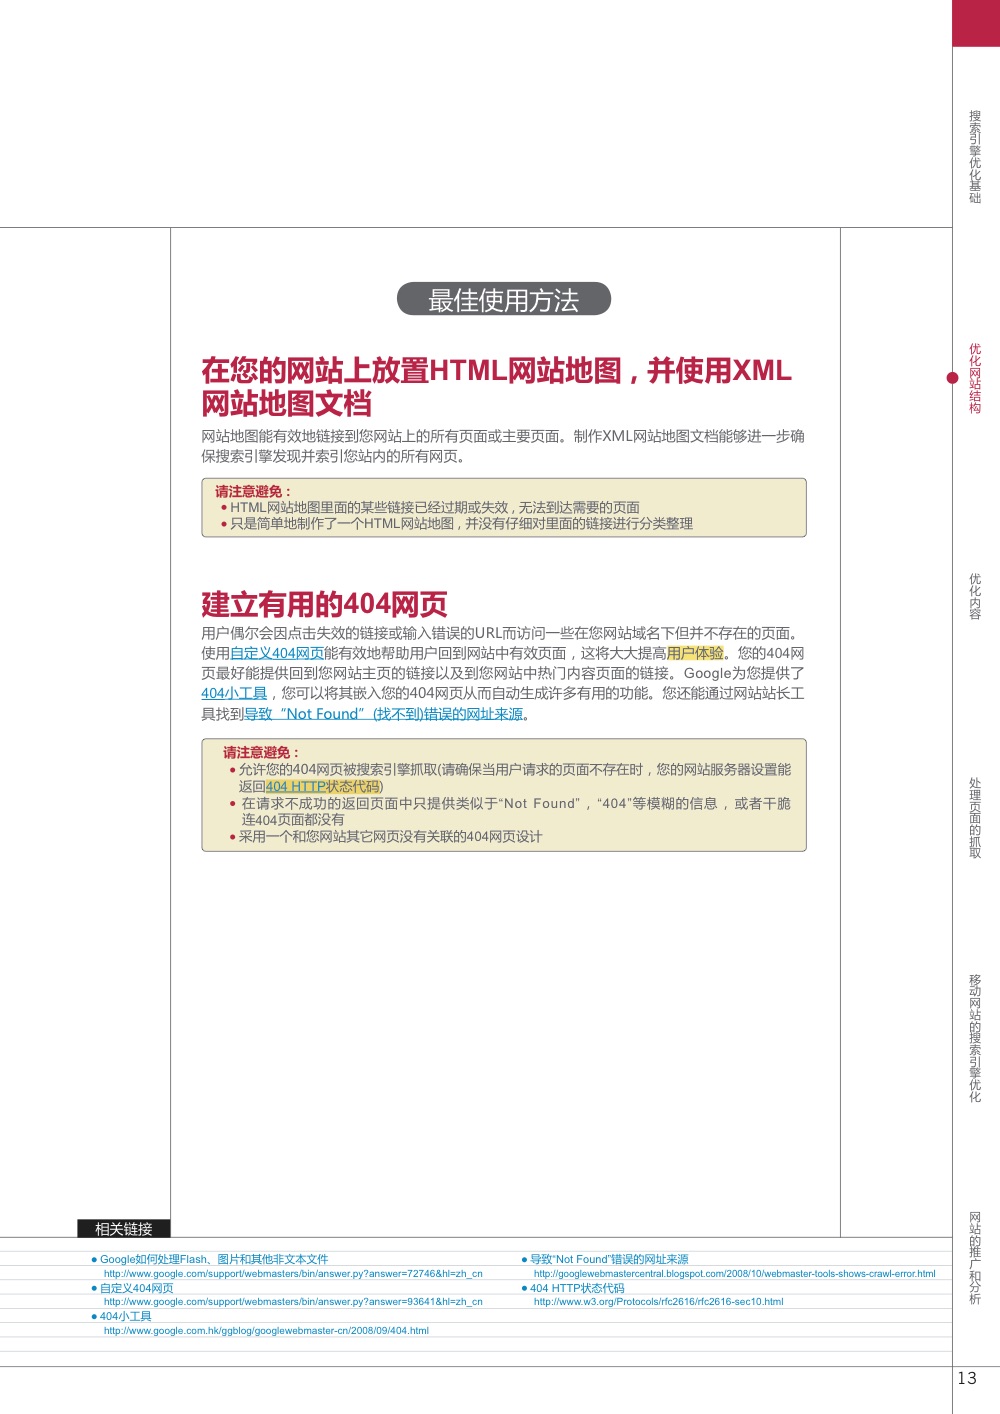 最佳使用方法
在您的网站上放置HTML网站地图，并使用XML
网站地图文档
网站地图能有效地链接到您网站上的所有页面或主要页面。制作XML网站地图文档能够进一步确
保搜索引擎发现并索引您站内的所有网页。
请注意避免：
● HTML网站地图里面的某些链接已经过期或失效，无法到达需要的页面
● 只是简单地制作了一个HTML网站地图，并没有仔细对里面的链接进行分类整理
建立有用的404网页
用户偶尔会因点击失效的链接或输入错误的URL而访问一些在您网站域名下但并不存在的页面。
使用自定义404网页能有效地帮助用户回到网站中有效页面，这将大大提高用户体验。您的404网
页最好能提供回到您网站主页的链接以及到您网站中热门内容页面的链接。Google为您提供了
404小工具，您可以将其嵌入您的404网页从而自动生成许多有用的功能。您还能通过网站站长工
具找到导致“Not Found”(找不到)错误的网址来源。
请注意避免：
● 允许您的404网页被搜索引擎抓取(请确保当用户请求的页面不存在时，您的网站服务器设置能
返回404 HTTP状态代码)
● 在请求不成功的返回页面中只提供类似于“Not Found”，“404”等模糊的信息，或者干脆
连404页面都没有
● 采用一个和您网站其它网页没有关联的404网页设计
相关链接
● Google如何处理Flash、图片和其他非文本文件
http://www.google.com/support/webmasters/bin/answer.py?answer=72746&hl=zh_cn
● 自定义404网页
http://www.google.com/support/webmasters/bin/answer.py?answer=93641&hl=zh_cn
● 404小工具
http://www.google.com.hk/ggblog/googlewebmaster-cn/2008/09/404.html
● 导致“Not Found”错误的网址来源
http://googlewebmastercentral.blogspot.com/2008/10/webmaster-tools-shows-crawl-error.html
● 404 HTTP状态代码
http://www.w3.org/Protocols/rfc2616/rfc2616-sec10.html
搜索引擎优化基础
优化网站结构
优化内容
处理页面的抓取
移动网站的搜索引擎优化
网站的推广和分析
13